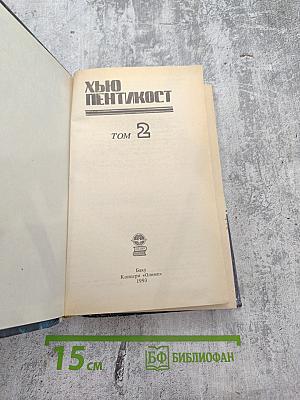 ХЬЮ
ПЕНТИКОСТ
ТОМ 2
Баку
Концерн «Олимп»
1993
15 см
БФ БИБЛИОФАН